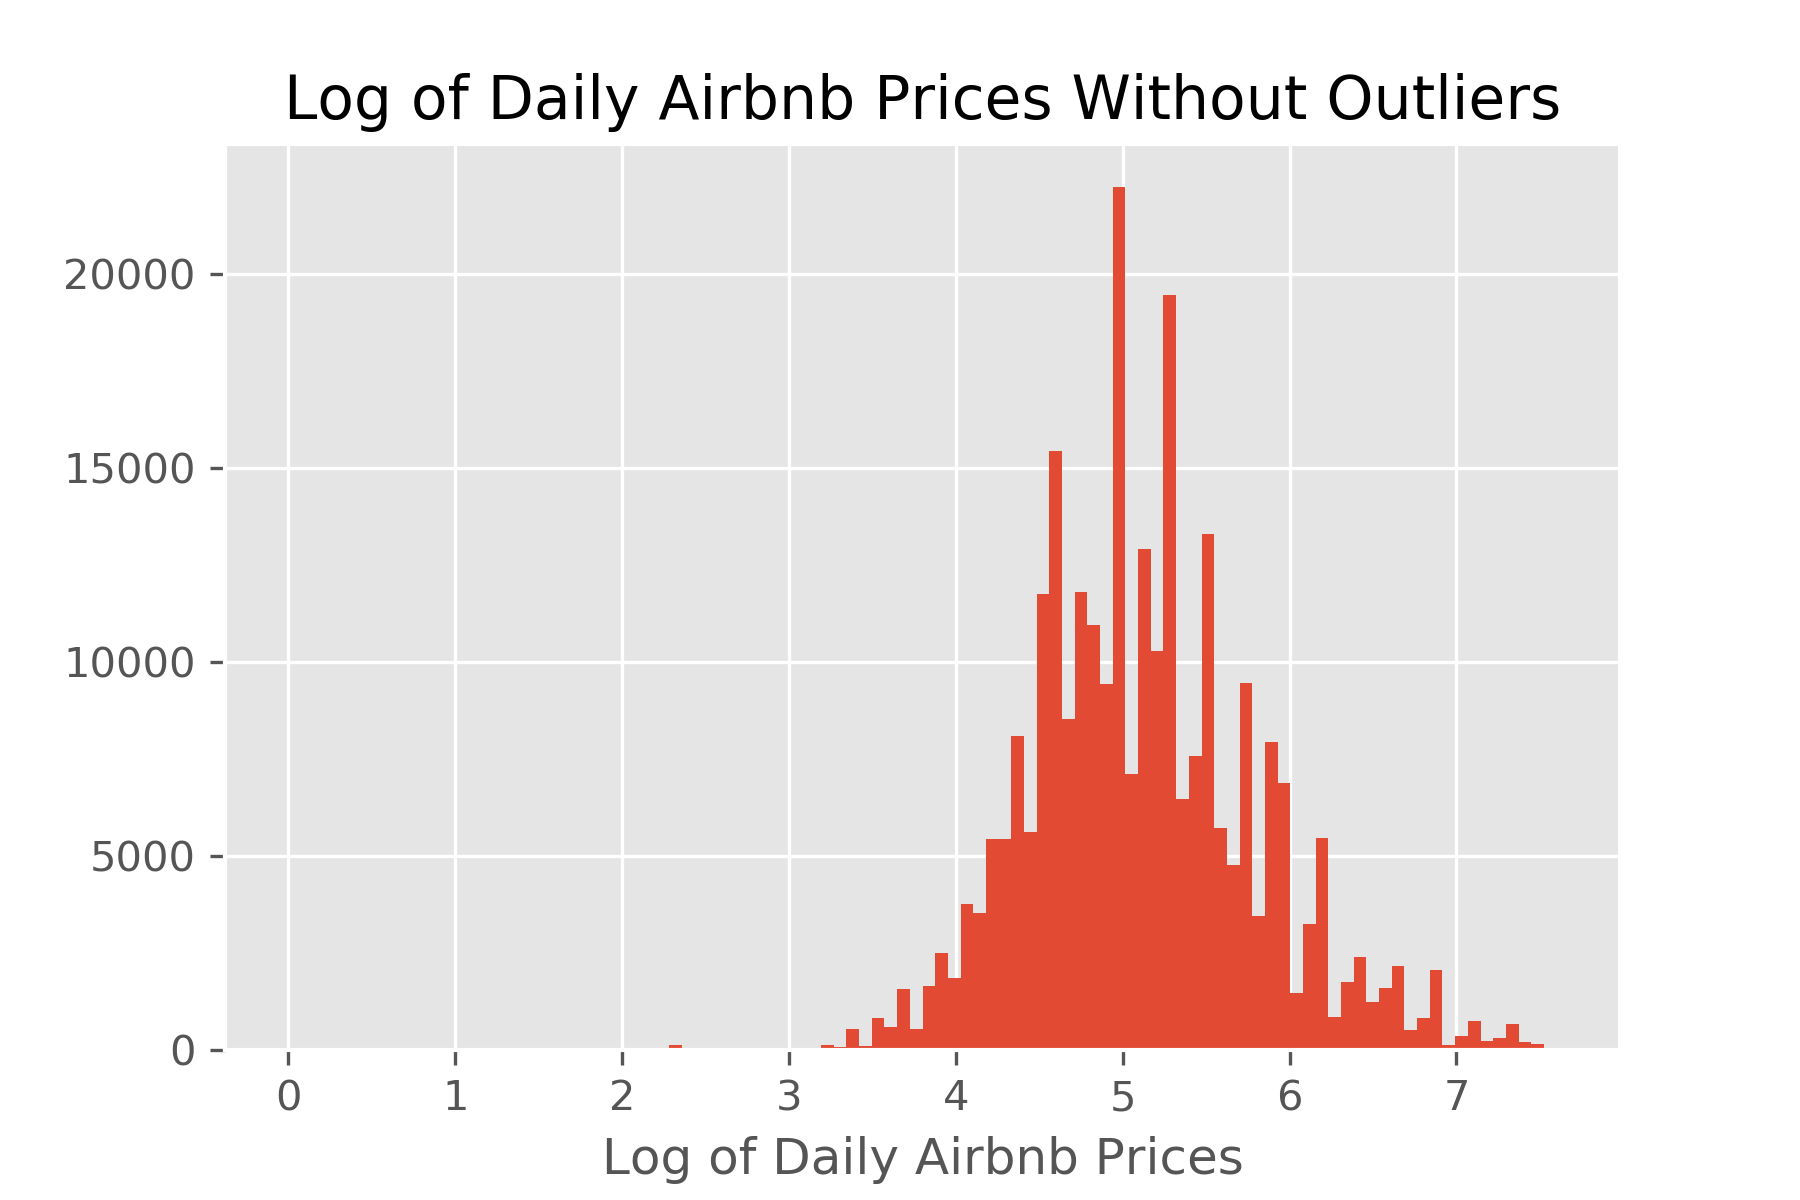 Log of Daily Airbnb Prices Without Outliers
20000
15000
10000
5000
0
0 1 2 3 4 5 6 7
Log of Daily Airbnb Prices